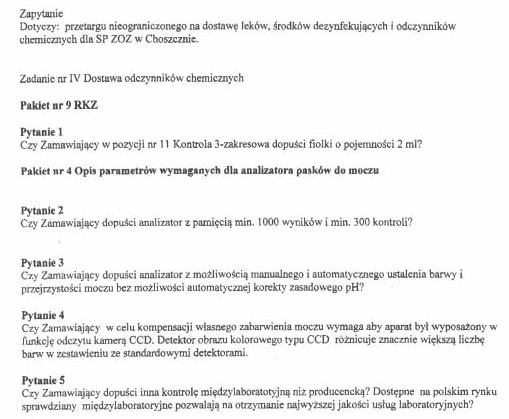 Zapytanie
Dotyczy: przetargu nieograniczonego na dostawę leków, środków dezynfekujących i odczynników
chemicznych dla SP ZOZ w Choszcznie.
Zadanie nr IV Dostawa odczynników chemicznych
Pakiet nr 9 RKZ
Pytanie 1
Czy Zamawiający w pozycji nr 11 Kontrola 3-zakresowa dopuści fiolki o pojemności 2 ml?
Pakiet nr 4 Opis parametrów wymaganych dla analizatora pasków do moczu
Pytanie 2
Czy Zamawiający dopuści analizator z pamięcią min. 1000 wyników i min. 300 kontroli?
Pytanie 3
Czy Zamawiający dopuści analizator z możliwością manualnego i automatycznego ustalenia barwy i
przejrzystości moczu bez możliwości automatycznej korekty zasadowego pH?
Pytanie 4
Czy Zamawiający w celu kompensacji własnego zabarwienia moczu wymaga aby aparat był wyposażony w
funkcję odczytu kamerą CCD. Detektor obrazu kolorowego typu CCD różnicuje znacznie większą liczbę
barw w zestawieniu ze standardowymi detektorami.
Pytanie 5
Czy Zamawiający dopuści inna kontrolę międzylaboratotyjną niż producencką? Dostępne na polskim rynku
sprawdziany międzylaboratoryjne pozwalają na otrzymanie najwyższej jakości usług laboratoryjnych?